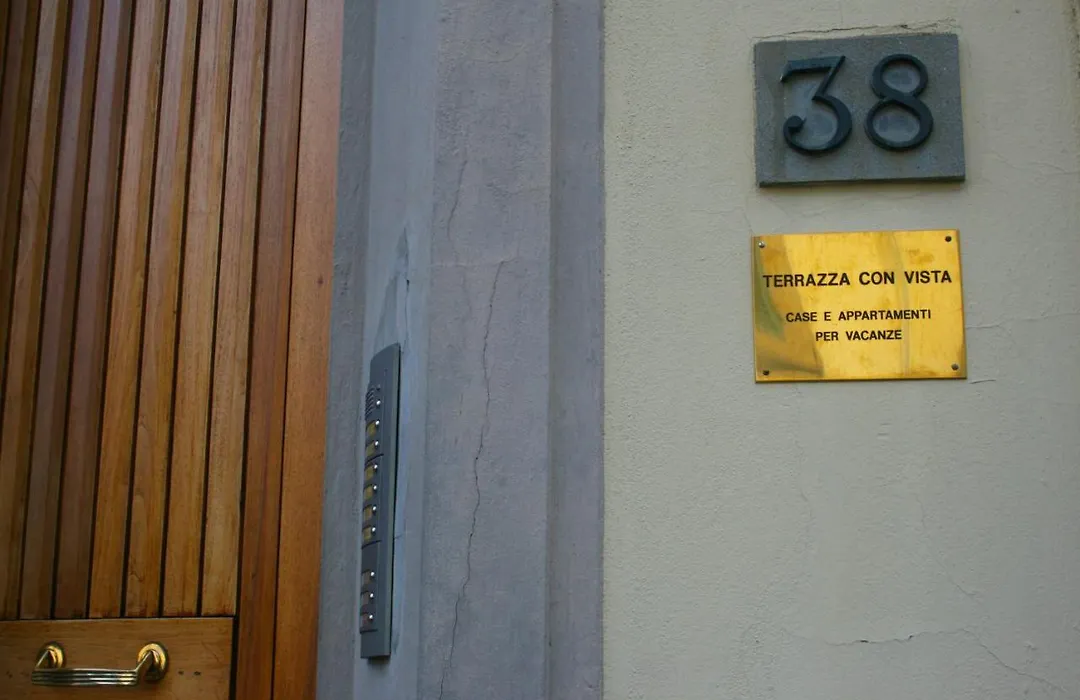 38
TERRAZZA CON VISTA
CASE E APPARTAMENTI
PER VACANZE